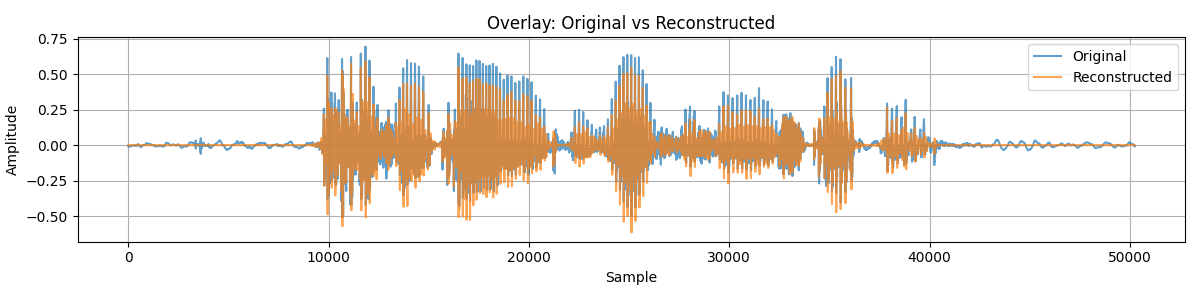 Overlay: Original vs Reconstructed
Amplitude
0.75
0.50
0.25
0.00
−0.25
−0.50
Original
Reconstructed
0 10000 20000 30000 40000 50000
Sample